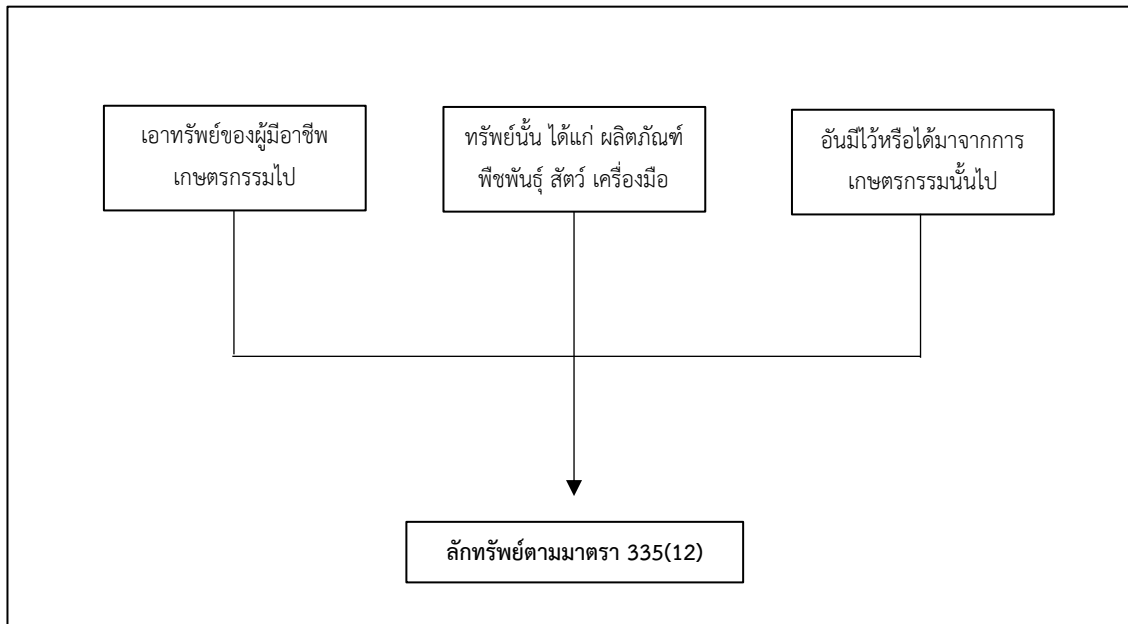 เอาทรัพย์ของผู้มีอาชีพ
เกษตรกรรมไป
ทรัพย์นั้น ได้แก่ ผลิตภัณฑ์
พืชพันธุ์ สัตว์ เครื่องมือ
อันมีไว้หรือได้มาจากการ
เกษตรกรรมนั้นไป
ลักทรัพย์ตามมาตรา 335(12)